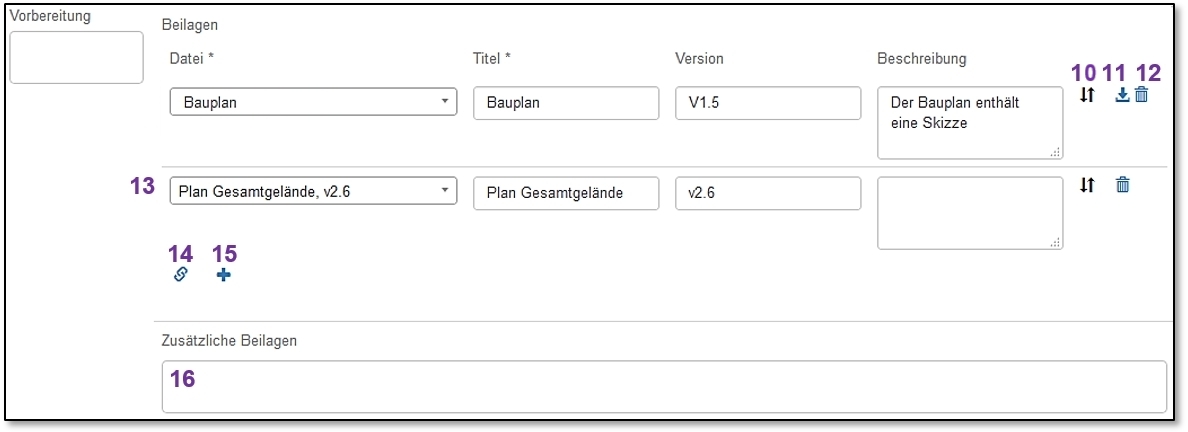 Vorbereitung
Beilagen
Datei * Titel * Version Beschreibung
10 11 12
Bauplan Bauplan V1.5 Der Bauplan enthält
eine Skizze
13 Plan Gesamtgelände, v2.6 Plan Gesamtgelände v2.6
14 15
Zusätzliche Beilagen
16